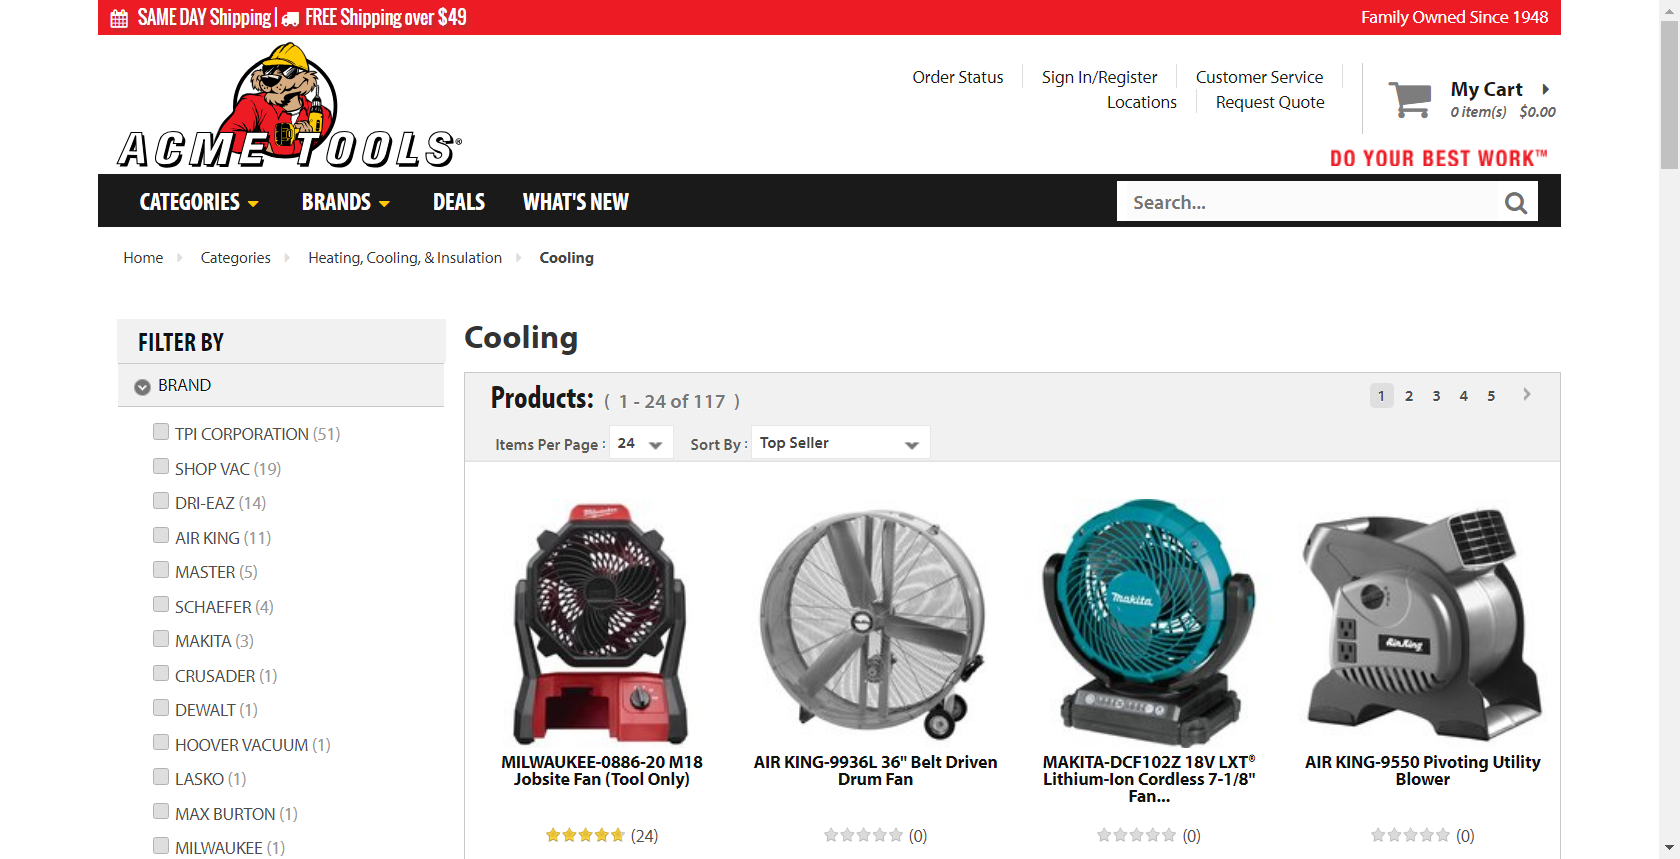 SAME DAY Shipping | FREE Shipping over $49
Family Owned Since 1948
ACME TOOLS®
Order Status
Sign In/Register
Customer Service
Locations
Request Quote
My Cart
0 item(s) $0.00
DO YOUR BEST WORK™
CATEGORIES
BRANDS
DEALS
WHAT'S NEW
Search...
Home
Categories
Heating, Cooling, & Insulation
Cooling
FILTER BY
BRAND
TPI CORPORATION (51)
SHOP VAC (19)
DRI-EAZ (14)
AIR KING (11)
MASTER (5)
SCHAEFER (4)
MAKITA (3)
CRUSADER (1)
DEWALT (1)
HOOVER VACUUM (1)
LASKO (1)
MAX BURTON (1)
MILWAUKEE (1)
Cooling
Products: ( 1 - 24 of 117 )
1 2 3 4 5
Items Per Page : 24
Sort By : Top Seller
Milwaukee
Makita
Air King
MILWAUKEE-0886-20 M18
Jobsite Fan (Tool Only)
(24)
AIR KING-9936L 36" Belt Driven
Drum Fan
(0)
MAKITA-DCF102Z 18V LXT®
Lithium-Ion Cordless 7-1/8"
Fan...
(0)
AIR KING-9550 Pivoting Utility
Blower
(0)